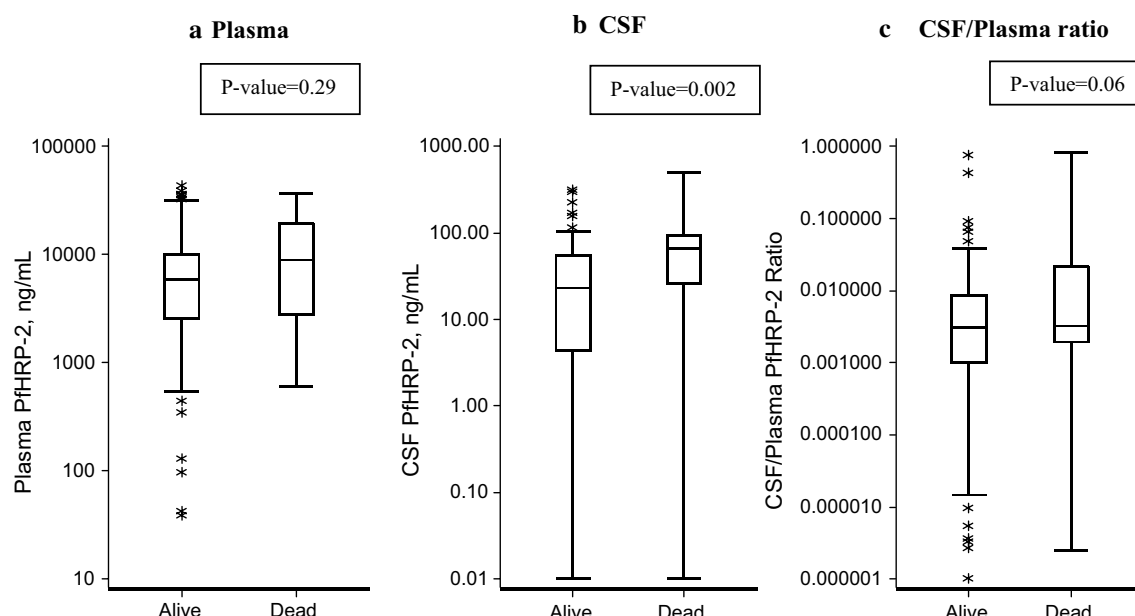 a Plasma
P-value=0.29
100000
10000
1000
100
10
Plasma PfHRP-2, ng/mL
Alive Dead
b CSF
P-value=0.002
1000.00
100.00
10.00
1.00
0.10
0.01
CSF PfHRP-2, ng/mL
Alive Dead
c CSF/Plasma ratio
P-value=0.06
1.000000
0.100000
0.010000
0.001000
0.000100
0.000010
0.000001
CSF/Plasma PfHRP-2 Ratio
Alive Dead